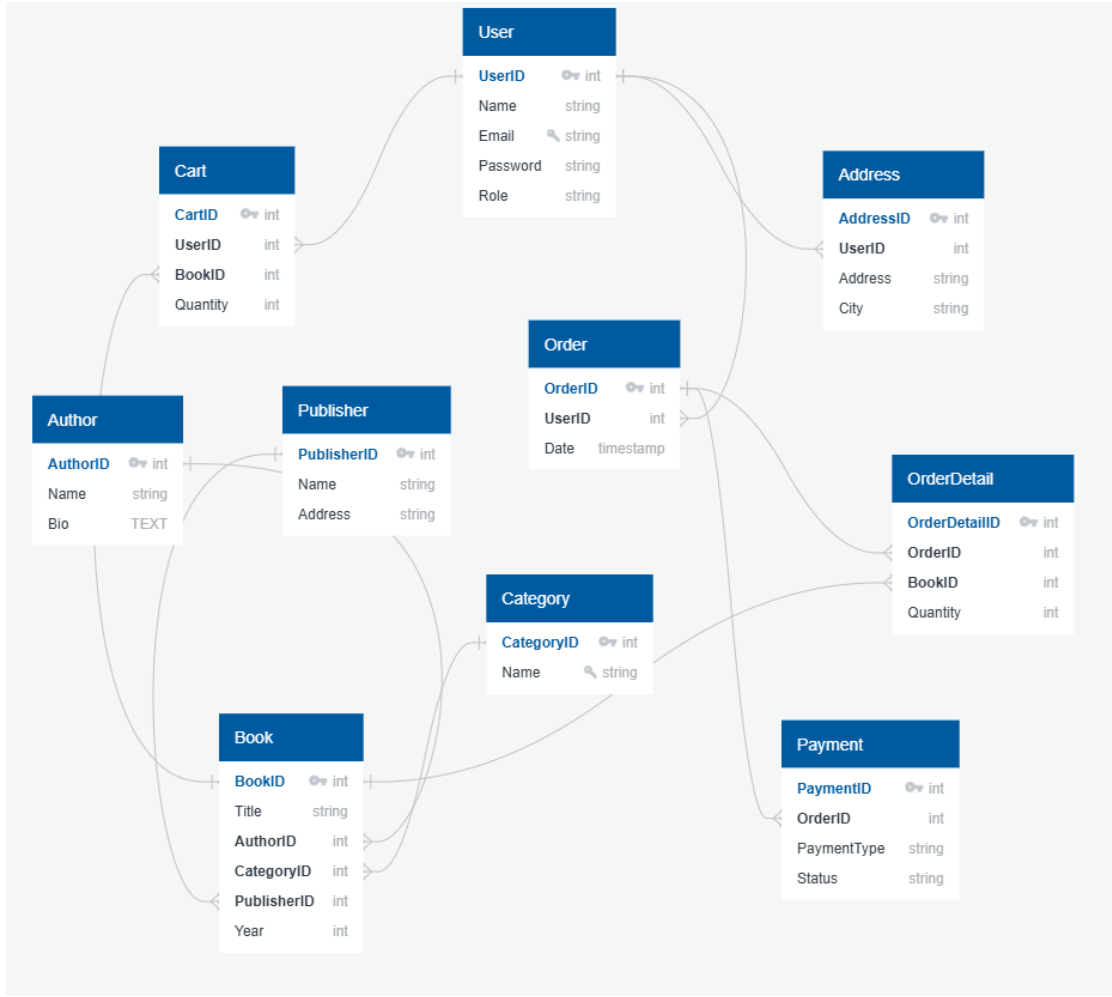 User
UserID int
Name string
Email string
Password string
Role string
Cart
CartID int
UserID int
BookID int
Quantity int
Address
AddressID int
UserID int
Address string
City string
Order
OrderID int
UserID int
Date timestamp
Author
AuthorID int
Name string
Bio TEXT
Publisher
PublisherID int
Name string
Address string
OrderDetail
OrderDetailID int
OrderID int
BookID int
Quantity int
Category
CategoryID int
Name string
Book
BookID int
Title string
AuthorID int
CategoryID int
PublisherID int
Year int
Payment
PaymentID int
OrderID int
PaymentType string
Status string